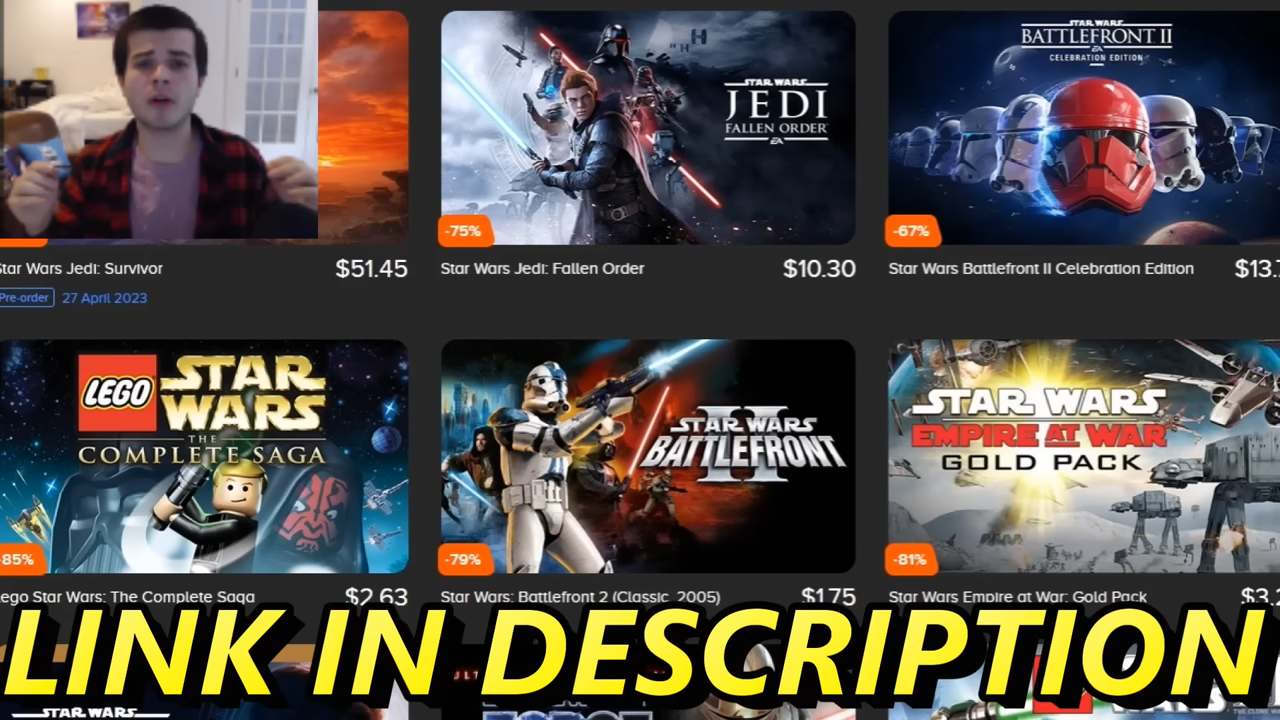 STAR WARS
JEDI
FALLEN ORDER
EA
STAR WARS
BATTLEFRONT II
EA
CELEBRATION EDITION
-75%
-67%
Star Wars Jedi: Survivor
$51.45
Star Wars Jedi: Fallen Order
$10.30
Star Wars Battlefront II Celebration Edition
Pre-order
27 April 2023
LEGO
STAR
WARS
THE
COMPLETE SAGA
II
STAR WARS
BATTLEFRONT
STAR WARS
EMPIRE AT WAR
GOLD PACK
-85%
-79%
-81%
Lego Star Wars: The Complete Saga
$2.63
Star Wars: Battlefront 2 (Classic, 2005)
$1.75
Star Wars Empire at War: Gold Pack
LINK IN DESCRIPTION
STAR WARS